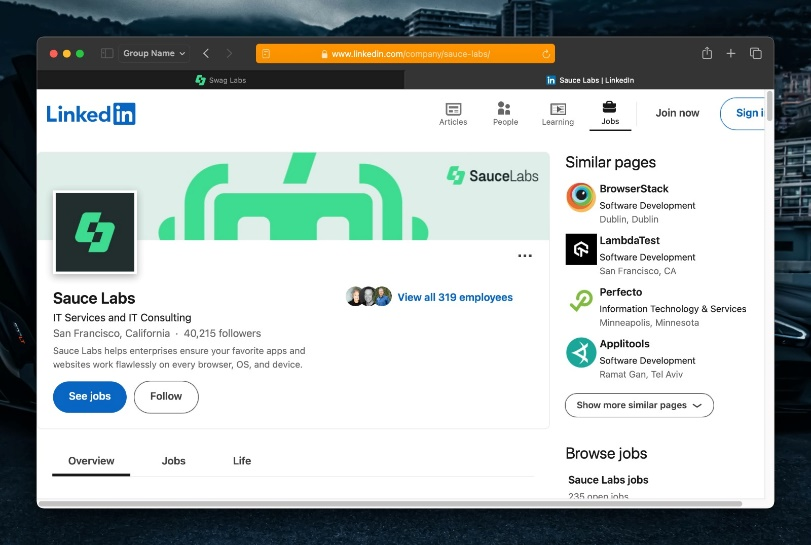 Group Name
www.linkedin.com/company/sauce-labs/
Swag Labs
in Sauce Labs | LinkedIn
Linked in
Articles
People
Learning
Jobs
Join now
Sign i
SauceLabs
Sauce Labs
IT Services and IT Consulting
San Francisco, California · 40,215 followers
Sauce Labs helps enterprises ensure your favorite apps and
websites work flawlessly on every browser, OS, and device.
View all 319 employees
See jobs
Follow
Overview
Jobs
Life
Similar pages
BrowserStack
Software Development
Dublin, Dublin
LambdaTest
Software Development
San Francisco, CA
Perfecto
Information Technology & Services
Minneapolis, Minnesota
Applitools
Software Development
Ramat Gan, Tel Aviv
Show more similar pages
Browse jobs
Sauce Labs jobs
235 open jobs